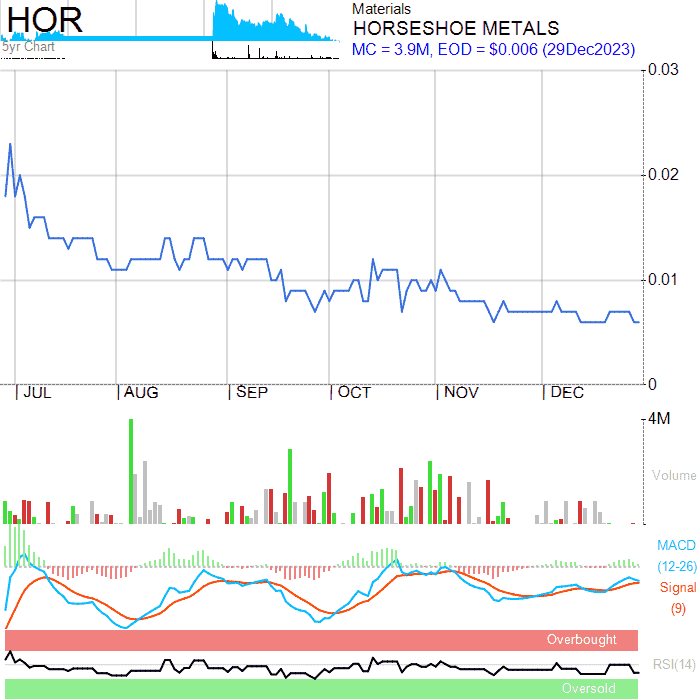 HOR
5yr Chart
Materials
HORSESHOE METALS
MC = 3.9M, EOD = $0.006 (29Dec2023)
0.03
0.02
0.01
0
JUL AUG SEP OCT NOV DEC
4M
Volume
MACD
(12-26)
Signal
(9)
Overbought
RSI(14)
Oversold